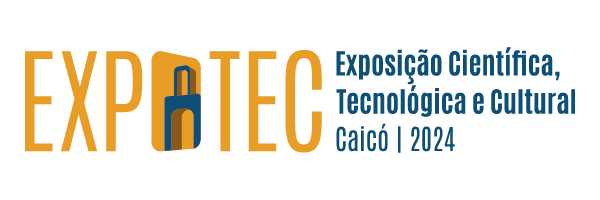 EXPOTEC
Exposição Científica,
Tecnológica e Cultural
Caicó | 2024